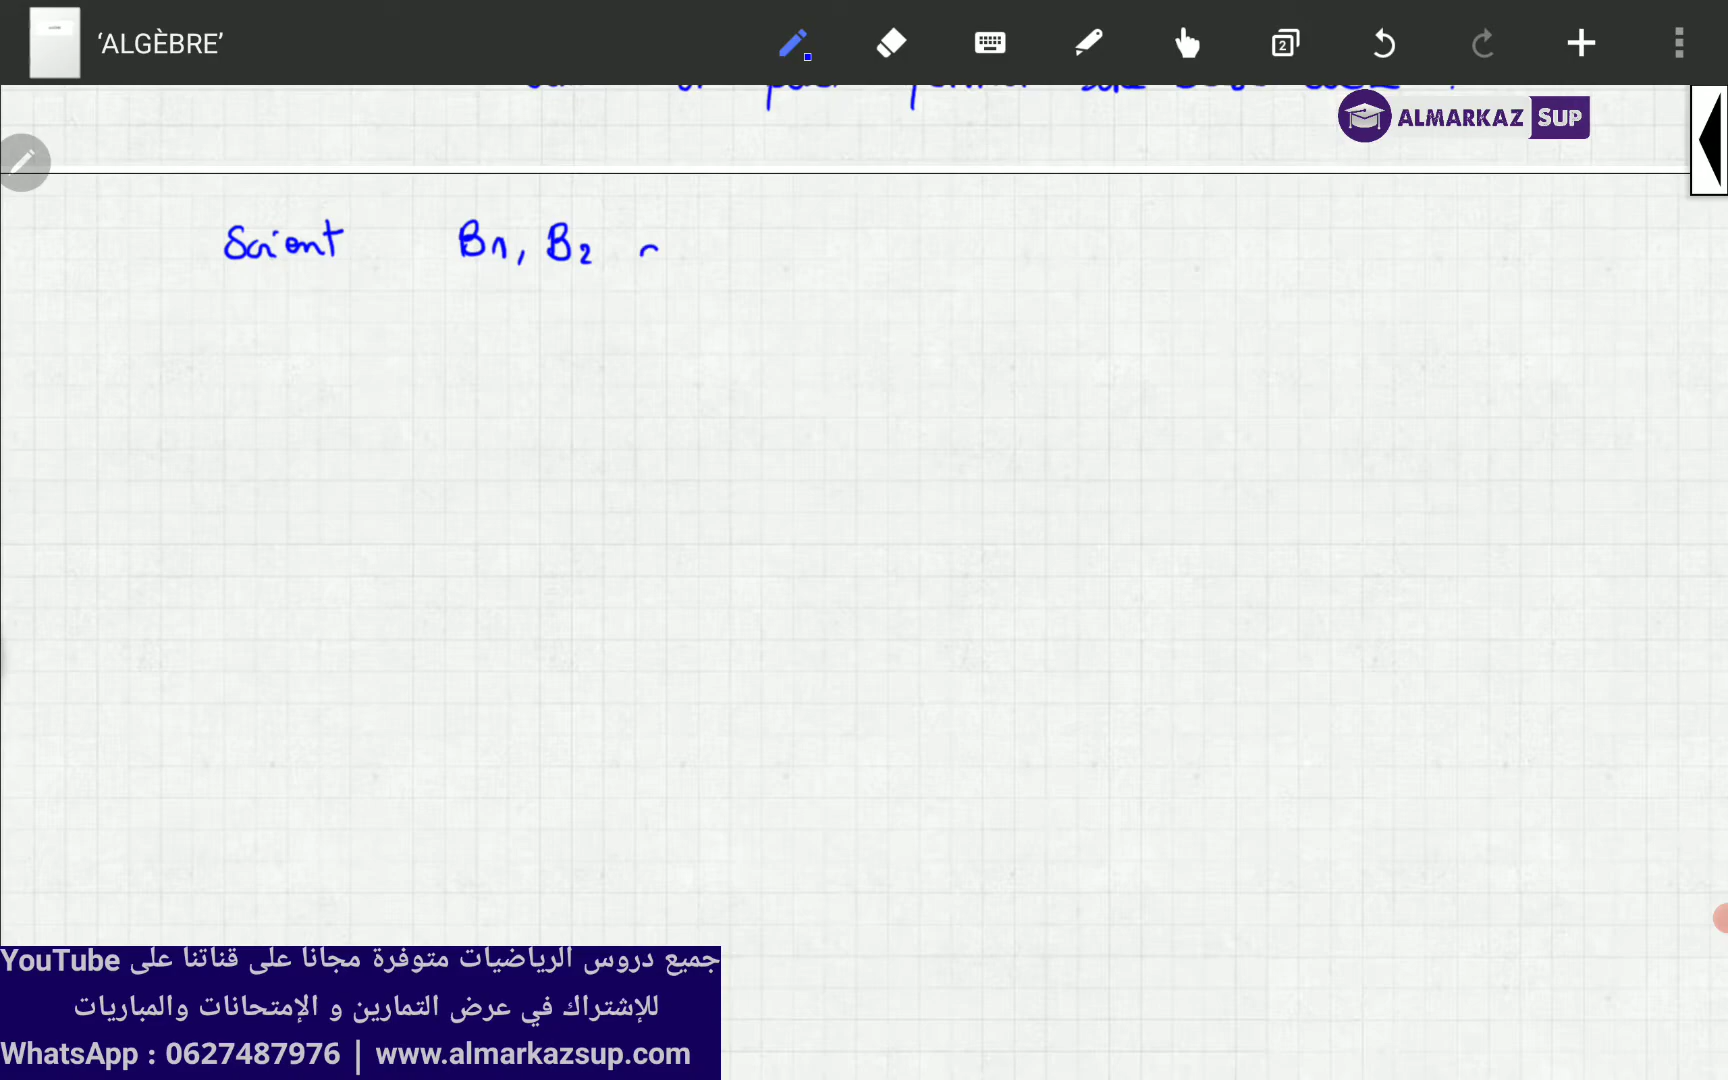 ‘ALGÈBRE’
2
ALMARKAZ SUP
Soient B1, B2
جميع دروس الرياضيات متوفرة مجانا على قناتنا على YouTube
للإشتراك في عرض التمارين و الإمتحانات والمباريات
WhatsApp : 0627487976 | www.almarkazsup.com